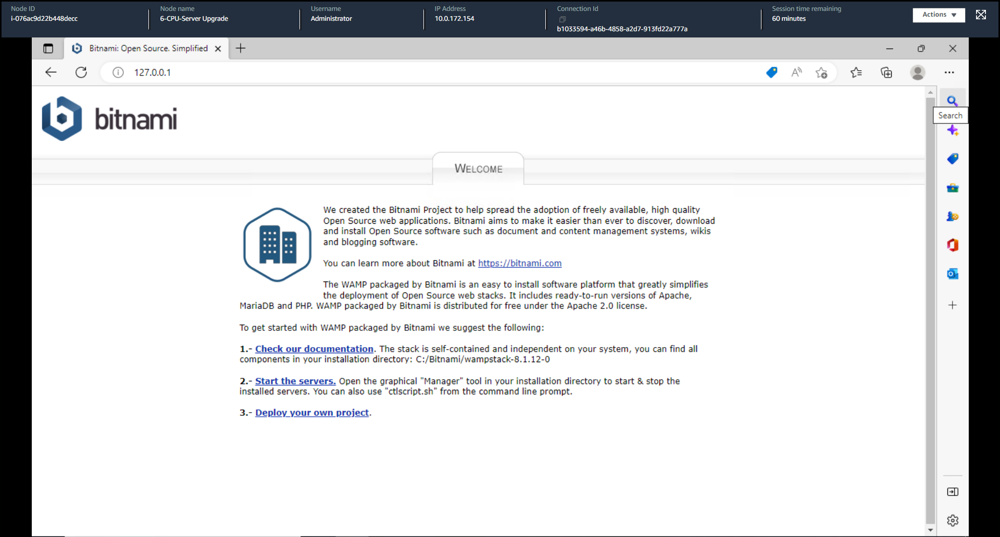 Node ID
i-076ac9d22b448decc
Node name
6-CPU-Server Upgrade
Username
Administrator
IP Address
10.0.172.154
Connection Id
b1033594-a46b-4858-a2d7-913fd22a777a
Session time remaining
60 minutes
Actions
Bitnami: Open Source. Simplified
127.0.0.1
bitnami
Search
WELCOME
We created the Bitnami Project to help spread the adoption of freely available, high quality
Open Source web applications. Bitnami aims to make it easier than ever to discover, download
and install Open Source software such as document and content management systems, wikis
and blogging software.
You can learn more about Bitnami at https://bitnami.com
The WAMP packaged by Bitnami is an easy to install software platform that greatly simplifies
the deployment of Open Source web stacks. It includes ready-to-run versions of Apache,
MariaDB and PHP. WAMP packaged by Bitnami is distributed for free under the Apache 2.0 license.
To get started with WAMP packaged by Bitnami we suggest the following:
1.- Check our documentation. The stack is self-contained and independent on your system, you can find all
components in your installation directory: C:/Bitnami/wampstack-8.1.12-0
2.- Start the servers. Open the graphical "Manager" tool in your installation directory to start & stop the
installed servers. You can also use "ctlscript.sh" from the command line prompt.
3.- Deploy your own project.